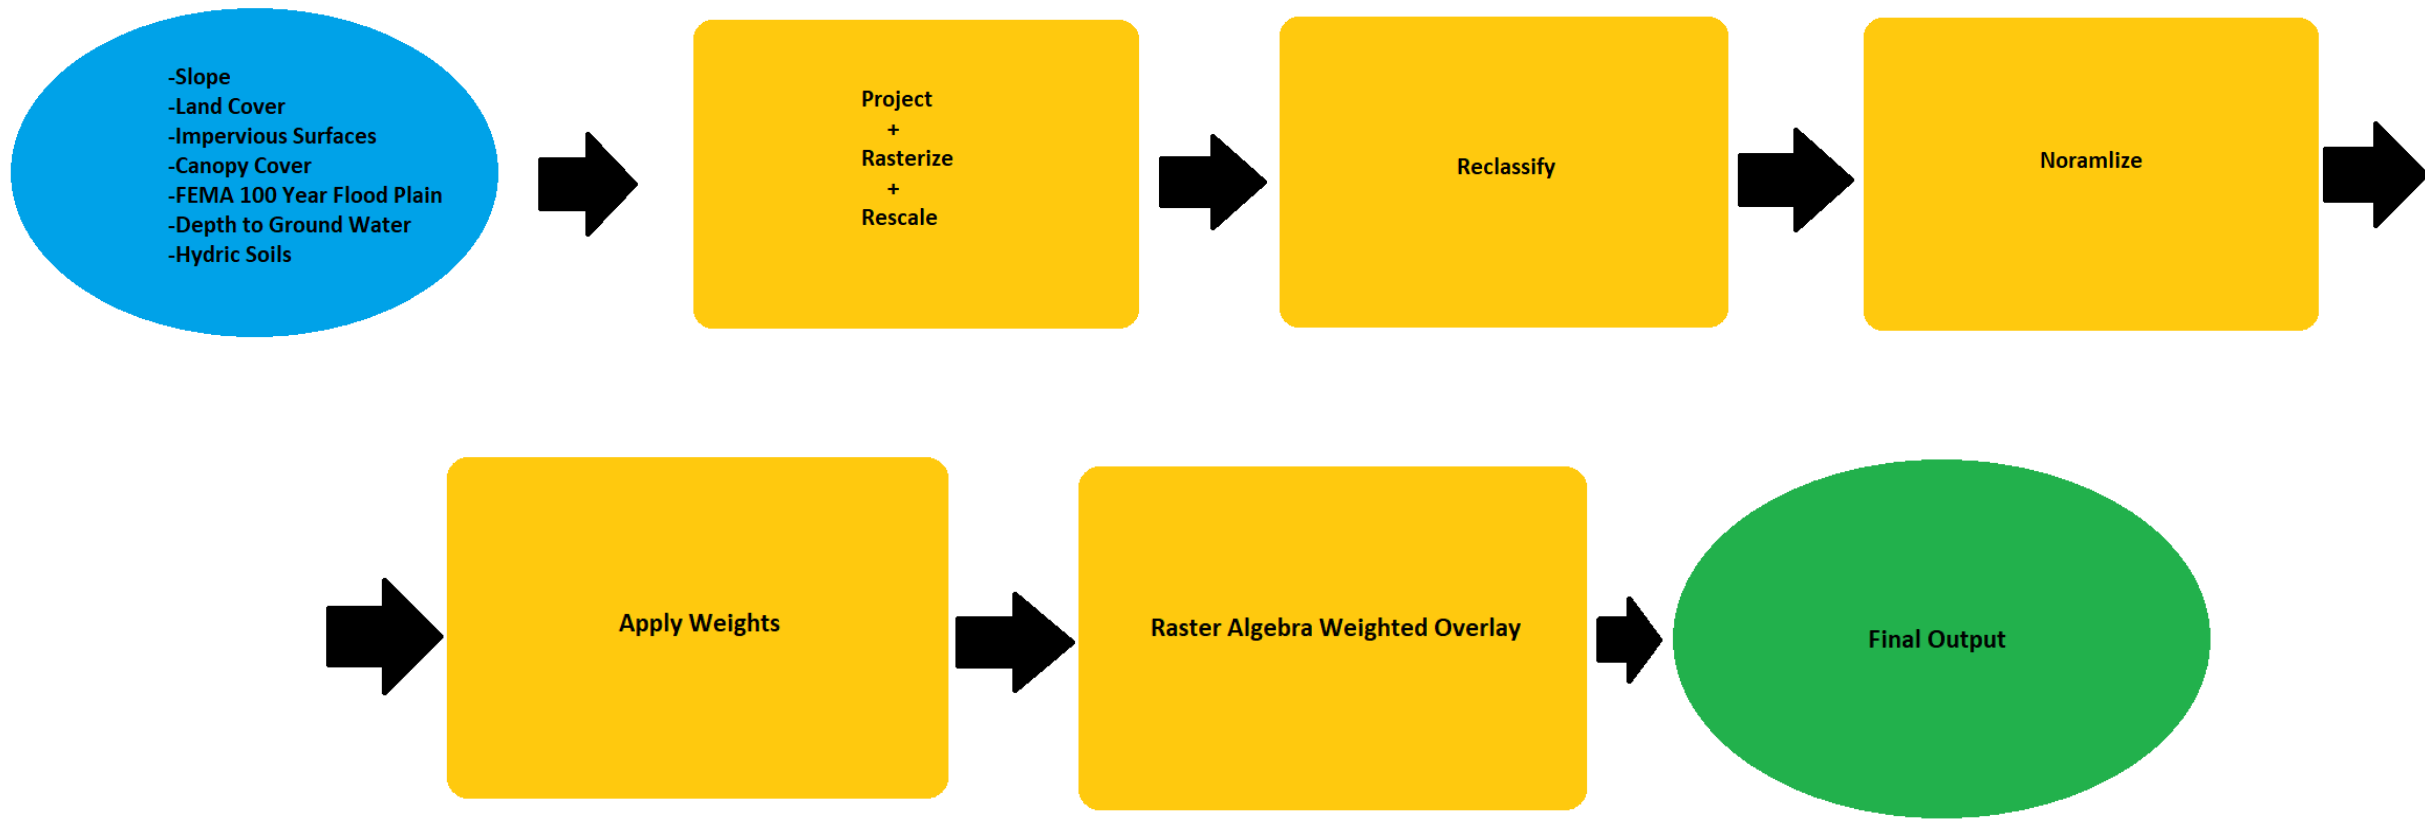 -Slope
-Land Cover
-Impervious Surfaces
-Canopy Cover
-FEMA 100 Year Flood Plain
-Depth to Ground Water
-Hydric Soils
Project
+
Rasterize
+
Rescale
Reclassify
Noramlize
Apply Weights
Raster Algebra Weighted Overlay
Final Output